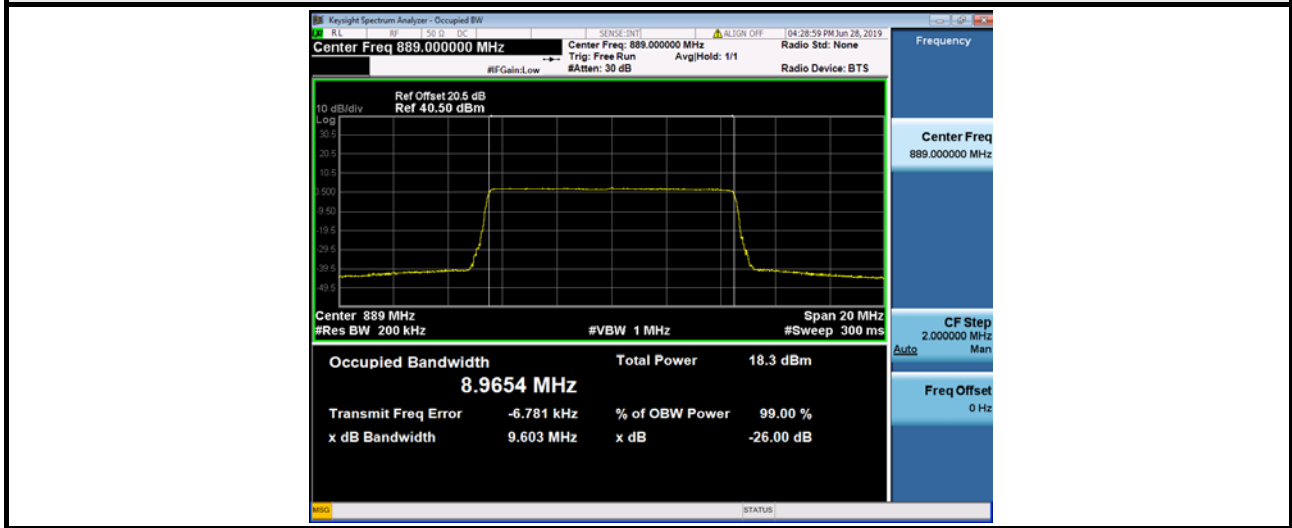 Keysight Spectrum Analyzer - Occupied BW
RL RF 50 Ω DC SENSE:INT ALIGN OFF 04:28:59 PM Jun 28, 2019
Center Freq 889.000000 MHz
Center Freq: 889.000000 MHz Radio Std: None
Trig: Free Run Avg|Hold: 1/1
#IFGain:Low #Atten: 30 dB Radio Device: BTS
Ref Offset 20.5 dB
10 dB/div Ref 40.50 dBm
Log
30.5
20.5
10.5
0.500
-9.50
-19.5
-29.5
-39.5
-49.5
Center 889 MHz Span 20 MHz
#Res BW 200 kHz #VBW 1 MHz #Sweep 300 ms
Occupied Bandwidth Total Power 18.3 dBm
8.9654 MHz
Transmit Freq Error -6.781 kHz % of OBW Power 99.00 %
x dB Bandwidth 9.603 MHz x dB -26.00 dB
MSG STATUS
Frequency
Center Freq
889.000000 MHz
CF Step
2.000000 MHz
Auto Man
Freq Offset
0 Hz